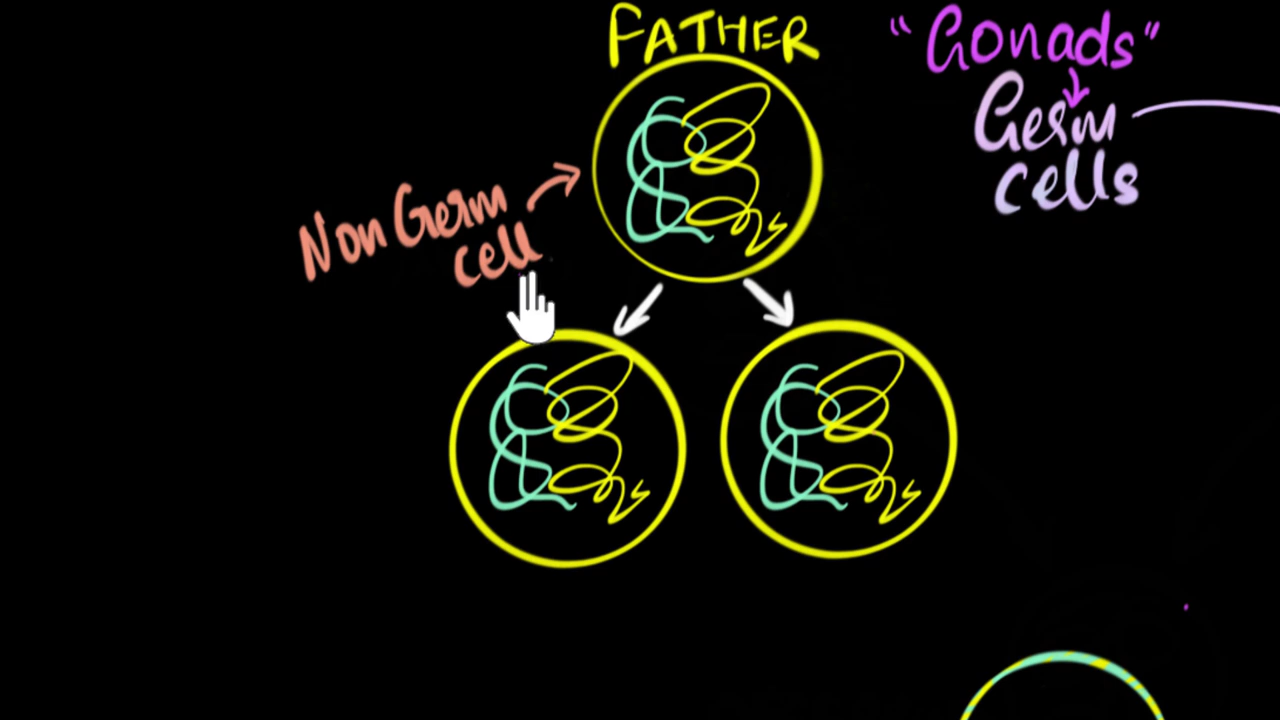 FATHER
"Gonads"
Germ
cells
Non Germ
cell